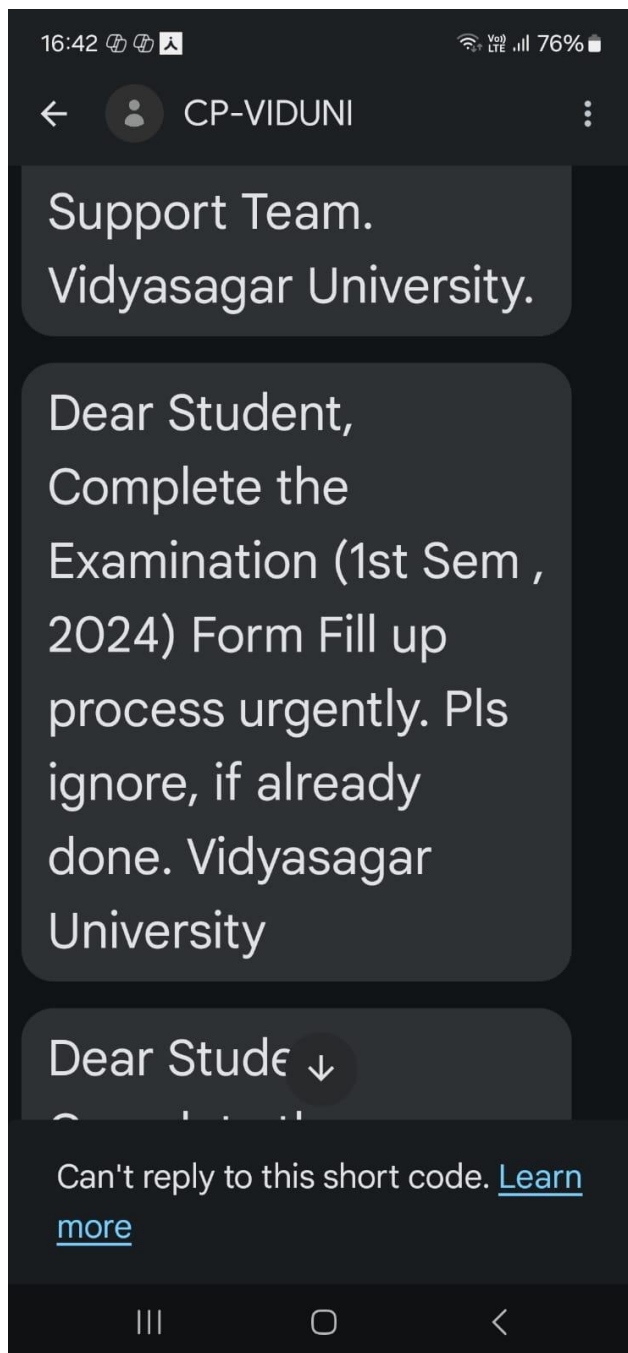 16:42 76%
CP-VIDUNI
Support Team.
Vidyasagar University.
Dear Student,
Complete the
Examination (1st Sem ,
2024) Form Fill up
process urgently. Pls
ignore, if already
done. Vidyasagar
University
Dear Stude
Can't reply to this short code. Learn
more